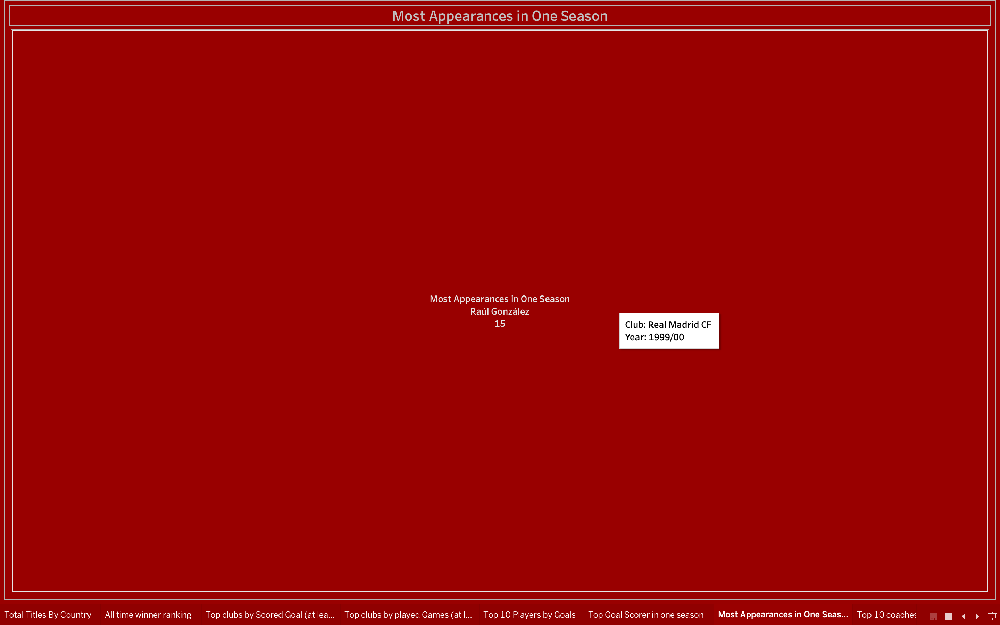 Most Appearances in One Season
Most Appearances in One Season
Raúl González
15
Club: Real Madrid CF
Year: 1999/00
Total Titles By Country
All time winner ranking
Top clubs by Scored Goal (at lea...
Top clubs by played Games (at l...
Top 10 Players by Goals
Top Goal Scorer in one season
Most Appearances in One Seas...
Top 10 coaches